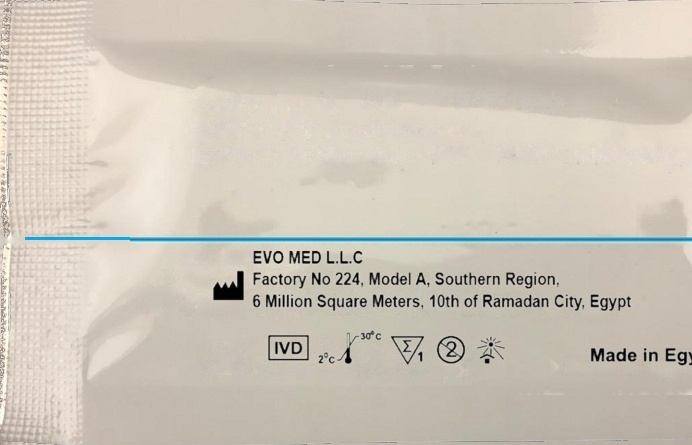 EVO MED L.L.C
Factory No 224, Model A, Southern Region,
6 Million Square Meters, 10th of Ramadan City, Egypt
IVD
2°C
30°C
Σ
1
2
Made in